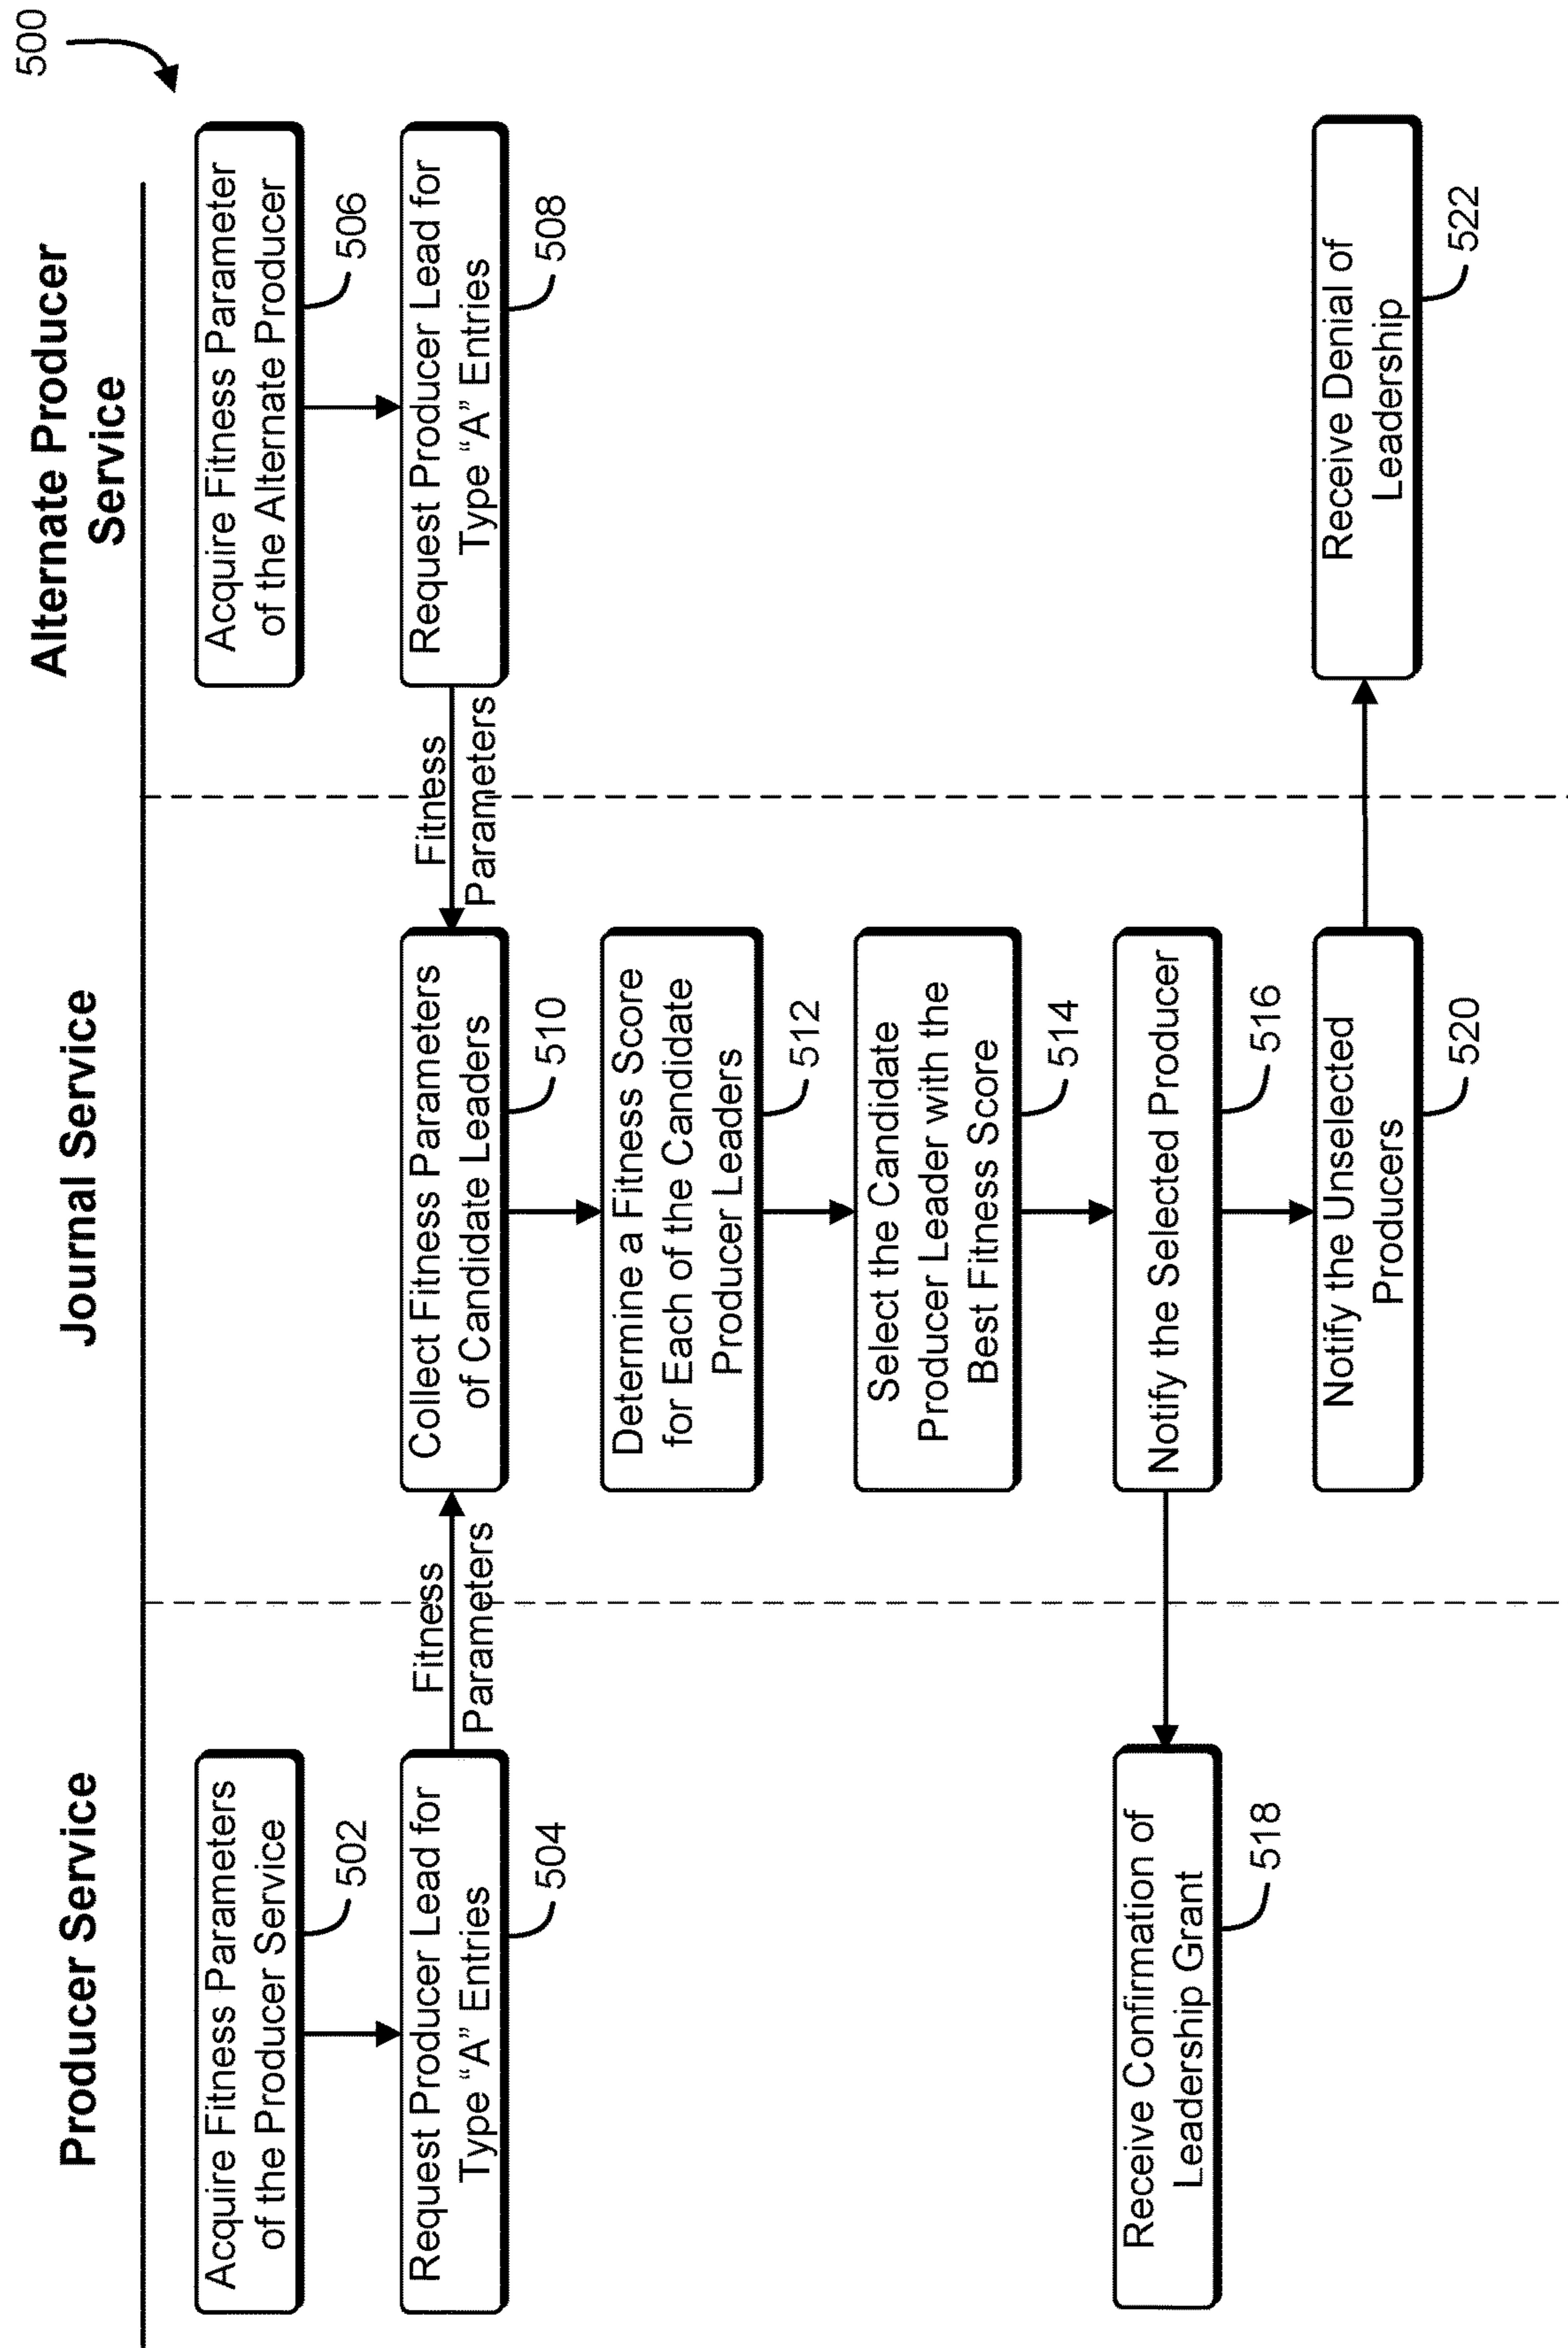 500
Producer Service
Journal Service
Alternate Producer
Service
Acquire Fitness Parameters
of the Producer Service
502
Acquire Fitness Parameter
of the Alternate Producer
506
Request Producer Lead for
Type “A” Entries
504
Fitness
Parameters
Collect Fitness Parameters
of Candidate Leaders
510
Fitness
Parameters
Request Producer Lead for
Type “A” Entries
508
Determine a Fitness Score
for Each of the Candidate
Producer Leaders
512
Select the Candidate
Producer Leader with the
Best Fitness Score
514
Receive Confirmation of
Leadership Grant
518
Notify the Selected Producer
516
Notify the Unselected
Producers
520
Receive Denial of
Leadership
522